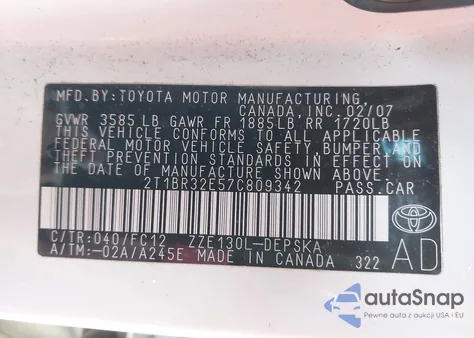 MFD.BY:TOYOTA MOTOR MANUFACTURING,
CANADA, INC. 02/07
GVWR 3585LB GAWR FR 1885LB RR 1720LB
THIS VEHICLE CONFORMS TO ALL APPLICABLE
FEDERAL MOTOR VEHICLE SAFETY,BUMPER AND
THEFT PREVENTION STANDARDS IN EFFECT ON
THE DATE OF MANUFACTURE SHOWN ABOVE.
2T1BR32E57C809342 PASS.CAR
C/TR:040/FC12 ZZE130L-DEPSKA
A/TM:-02A/A245E MADE IN CANADA 322
TOYOTA
AD
autoSnap
Pewne auta z aukcji USA i EU